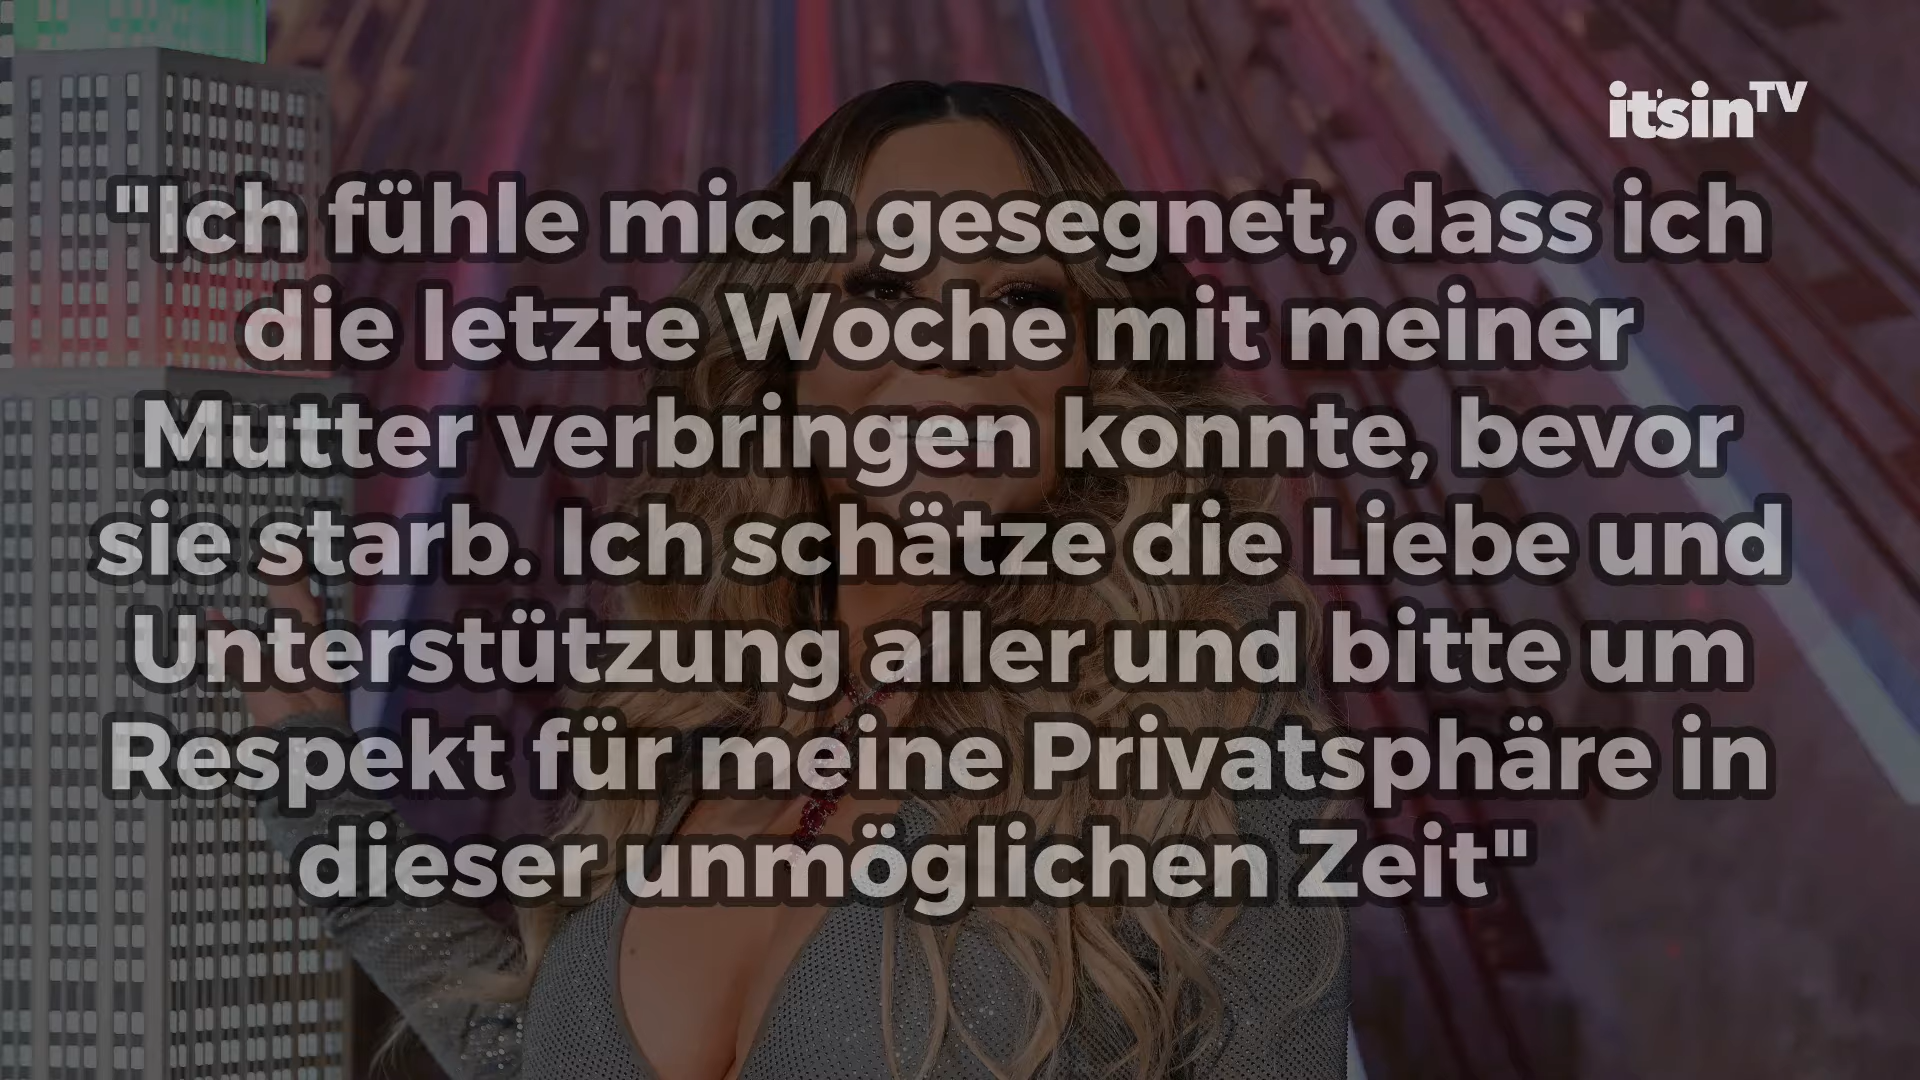 it'sinTV
"Ich fühle mich gesegnet, dass ich
die letzte Woche mit meiner
Mutter verbringen konnte, bevor
sie starb. Ich schätze die Liebe und
Unterstützung aller und bitte um
Respekt für meine Privatsphäre in
dieser unmöglichen Zeit"